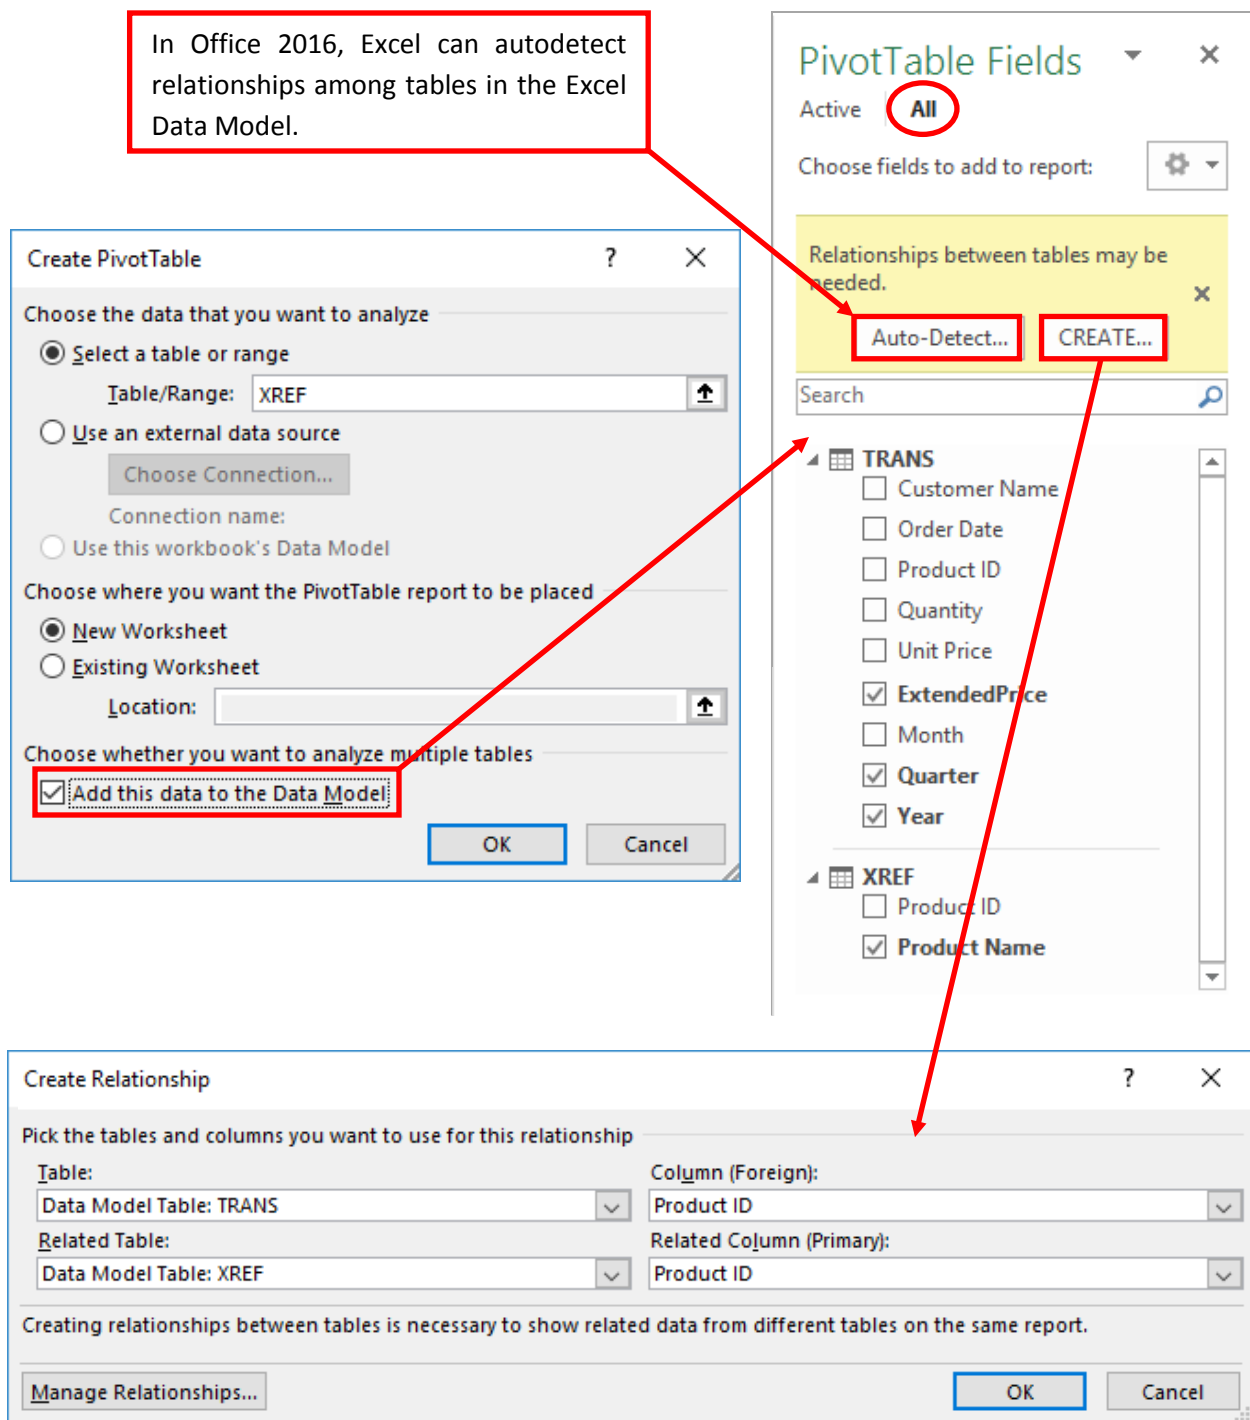 In Office 2016, Excel can autodetect
relationships among tables in the Excel
Data Model.
PivotTable Fields
Active All
Choose fields to add to report:
Relationships between tables may be
needed.
Auto-Detect... CREATE...
Search
TRANS
Customer Name
Order Date
Product ID
Quantity
Unit Price
ExtendedPrice
Month
Quarter
Year
XREF
Product ID
Product Name
Create PivotTable ?
Choose the data that you want to analyze
Select a table or range
Table/Range: XREF
Use an external data source
Choose Connection...
Connection name:
Use this workbook's Data Model
Choose where you want the PivotTable report to be placed
New Worksheet
Existing Worksheet
Location:
Choose whether you want to analyze multiple tables
Add this data to the Data Model
OK Cancel
Create Relationship ?
Pick the tables and columns you want to use for this relationship
Table: Column (Foreign):
Data Model Table: TRANS Product ID
Related Table: Related Column (Primary):
Data Model Table: XREF Product ID
Creating relationships between tables is necessary to show related data from different tables on the same report.
Manage Relationships... OK Cancel